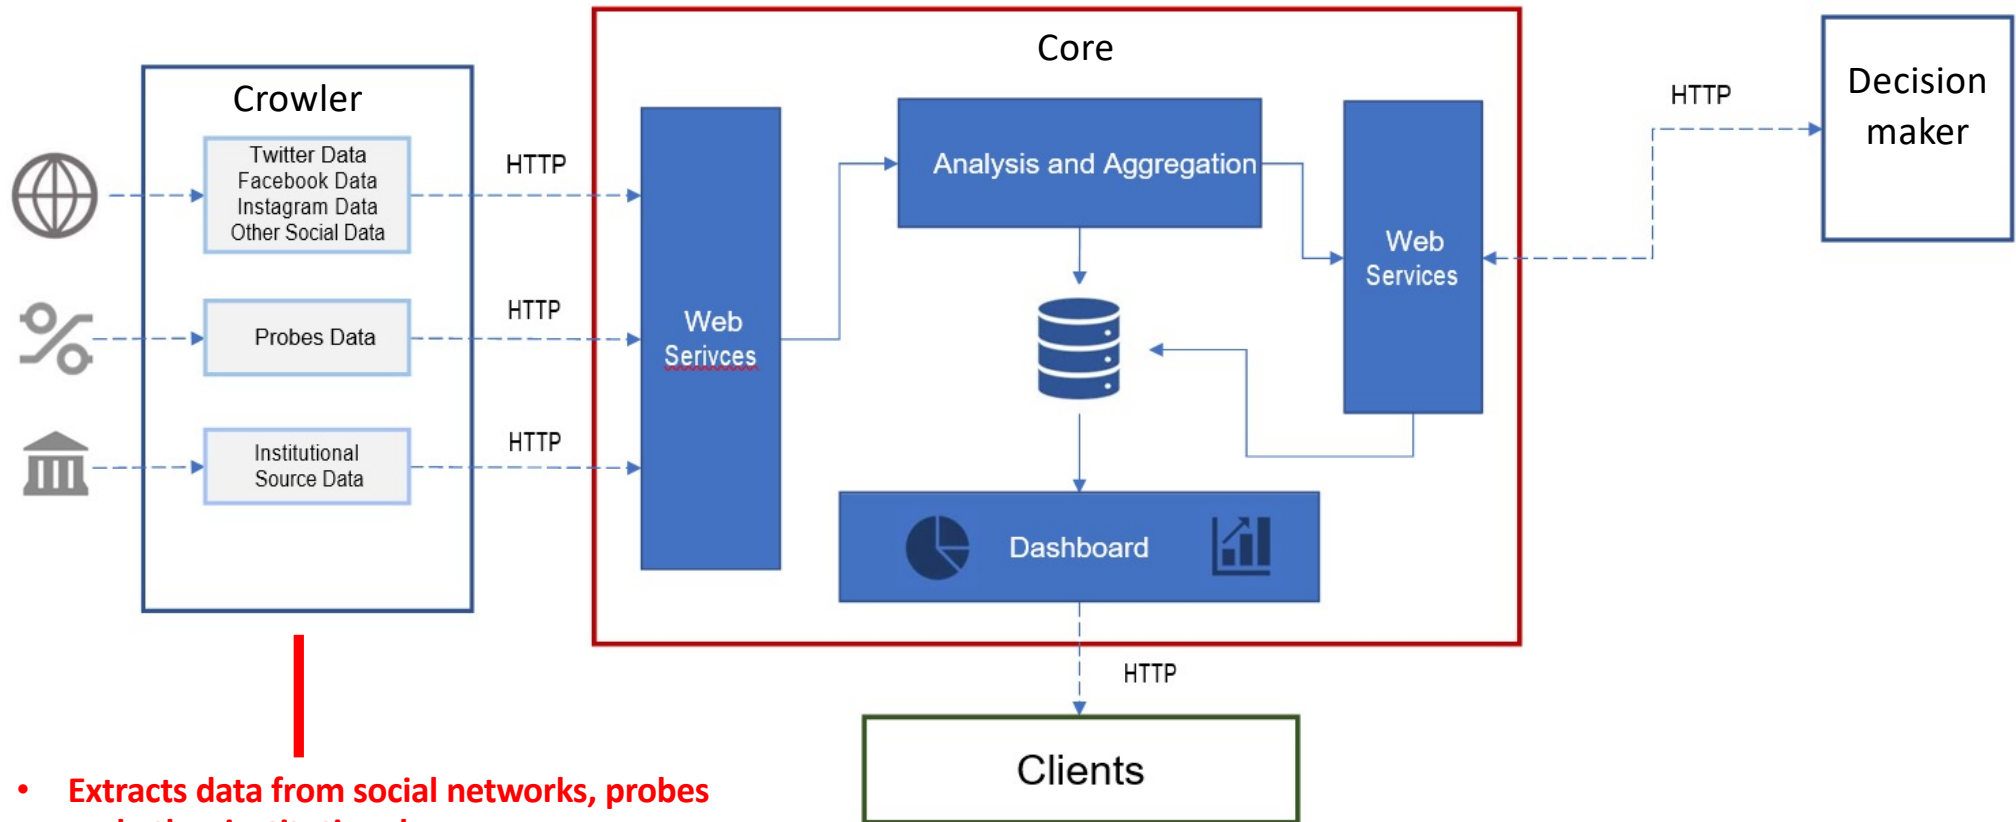 Core
Crowler
Decision
maker
HTTP
Twitter Data
Facebook Data
Instagram Data
Other Social Data
HTTP
Analysis and Aggregation
Web
Services
Probes Data
HTTP
Web
Serivces
Institutional
Source Data
HTTP
Dashboard
HTTP
Clients
• Extracts data from social networks, probes